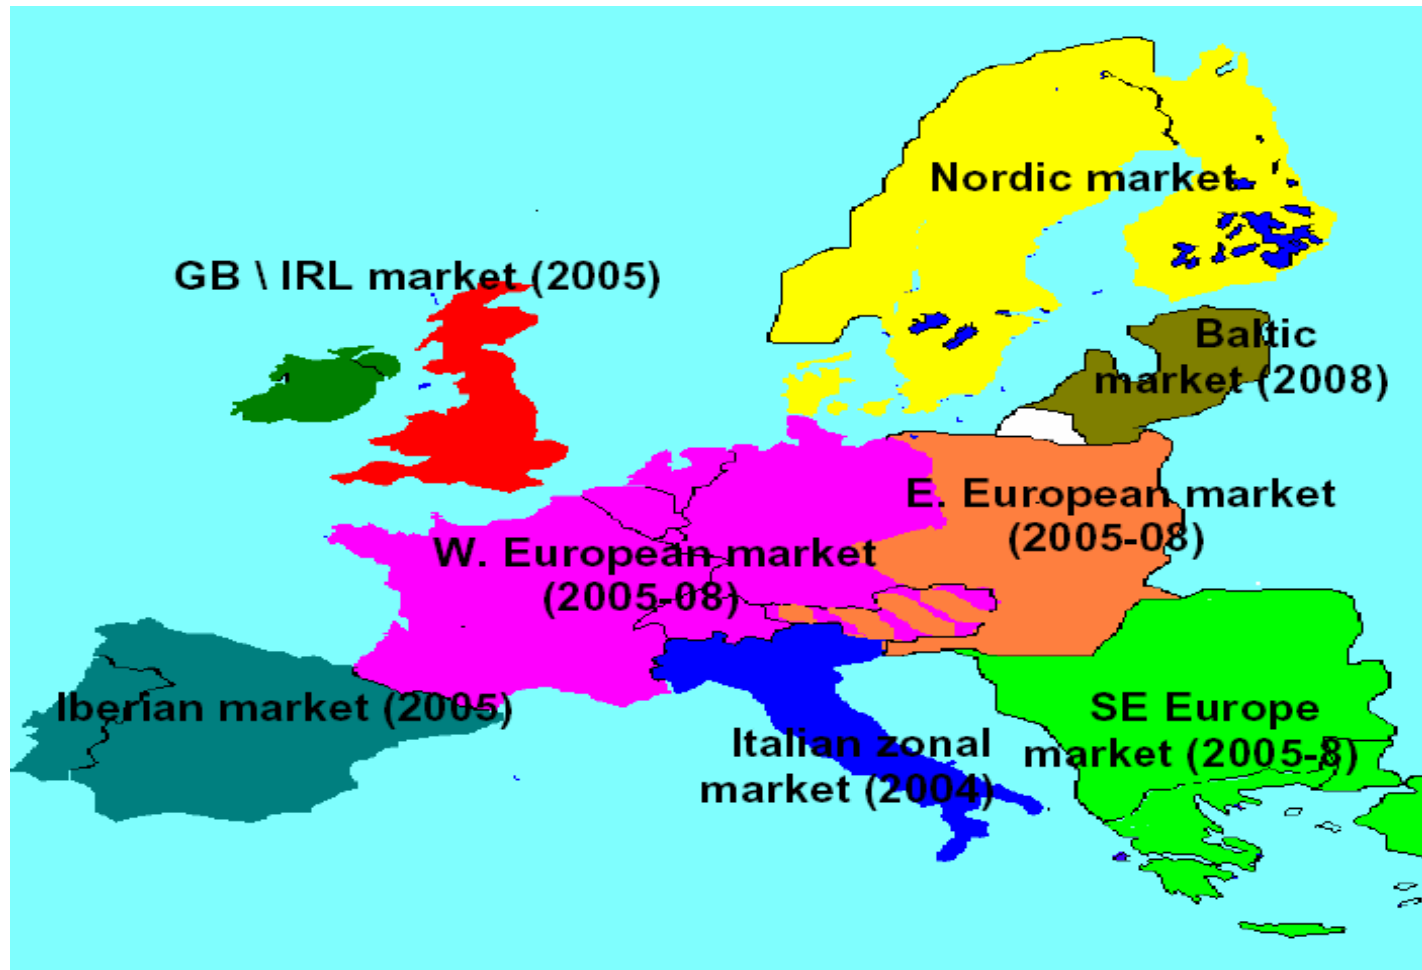 Nordic market
GB \ IRL market (2005)
Baltic
market (2008)
E. European market
(2005-08)
W. European market
(2005-08)
Iberian market (2005)
SE Europe
market (2005-8)
Italian zonal
market (2004)